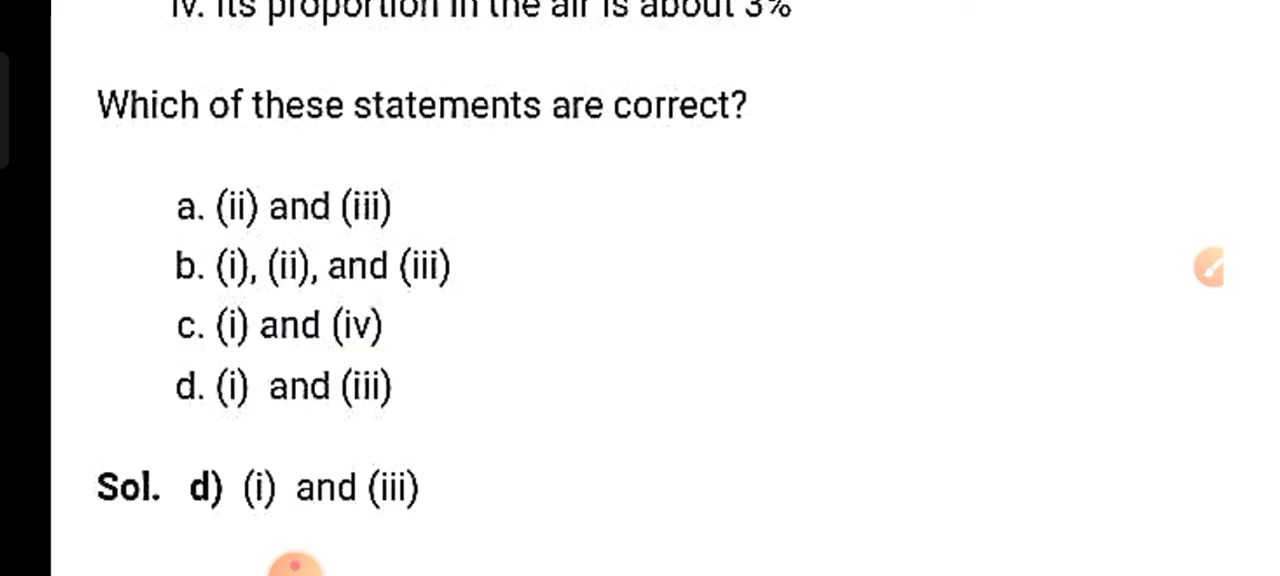 iv. Its proportion in the air is about 3%
Which of these statements are correct?
a. (ii) and (iii)
b. (i), (ii), and (iii)
c. (i) and (iv)
d. (i) and (iii)
Sol. d) (i) and (iii)